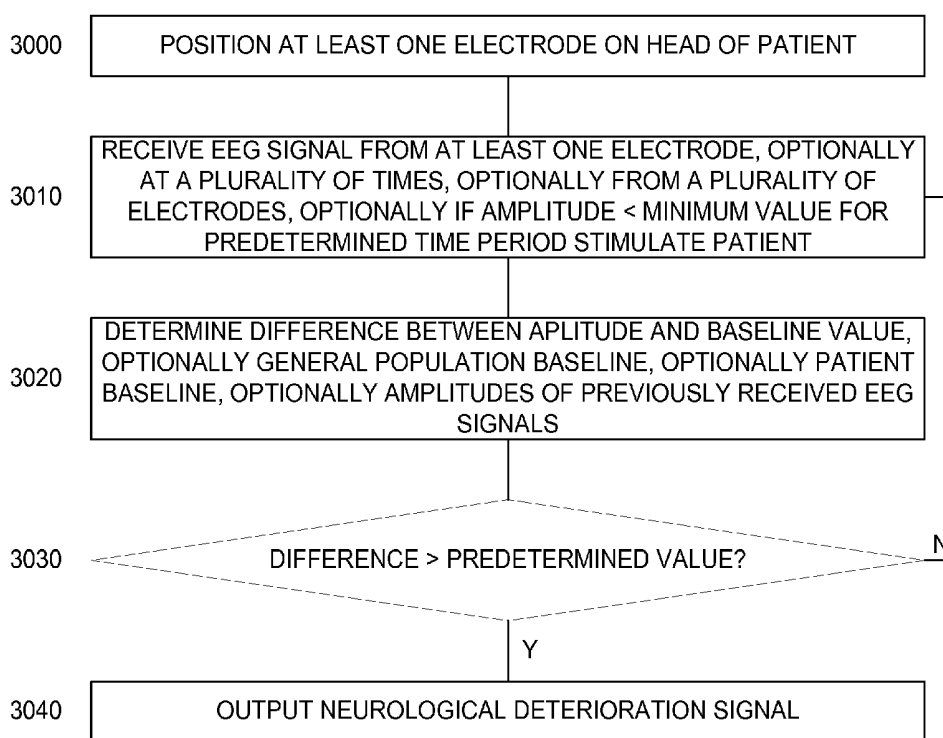 3000
POSITION AT LEAST ONE ELECTRODE ON HEAD OF PATIENT
3010
RECEIVE EEG SIGNAL FROM AT LEAST ONE ELECTRODE, OPTIONALLY
AT A PLURALITY OF TIMES, OPTIONALLY FROM A PLURALITY OF
ELECTRODES, OPTIONALLY IF AMPLITUDE < MINIMUM VALUE FOR
PREDETERMINED TIME PERIOD STIMULATE PATIENT
3020
DETERMINE DIFFERENCE BETWEEN APLITUDE AND BASELINE VALUE,
OPTIONALLY GENERAL POPULATION BASELINE, OPTIONALLY PATIENT
BASELINE, OPTIONALLY AMPLITUDES OF PREVIOUSLY RECEIVED EEG
SIGNALS
3030
DIFFERENCE > PREDETERMINED VALUE?
N
Y
3040
OUTPUT NEUROLOGICAL DETERIORATION SIGNAL